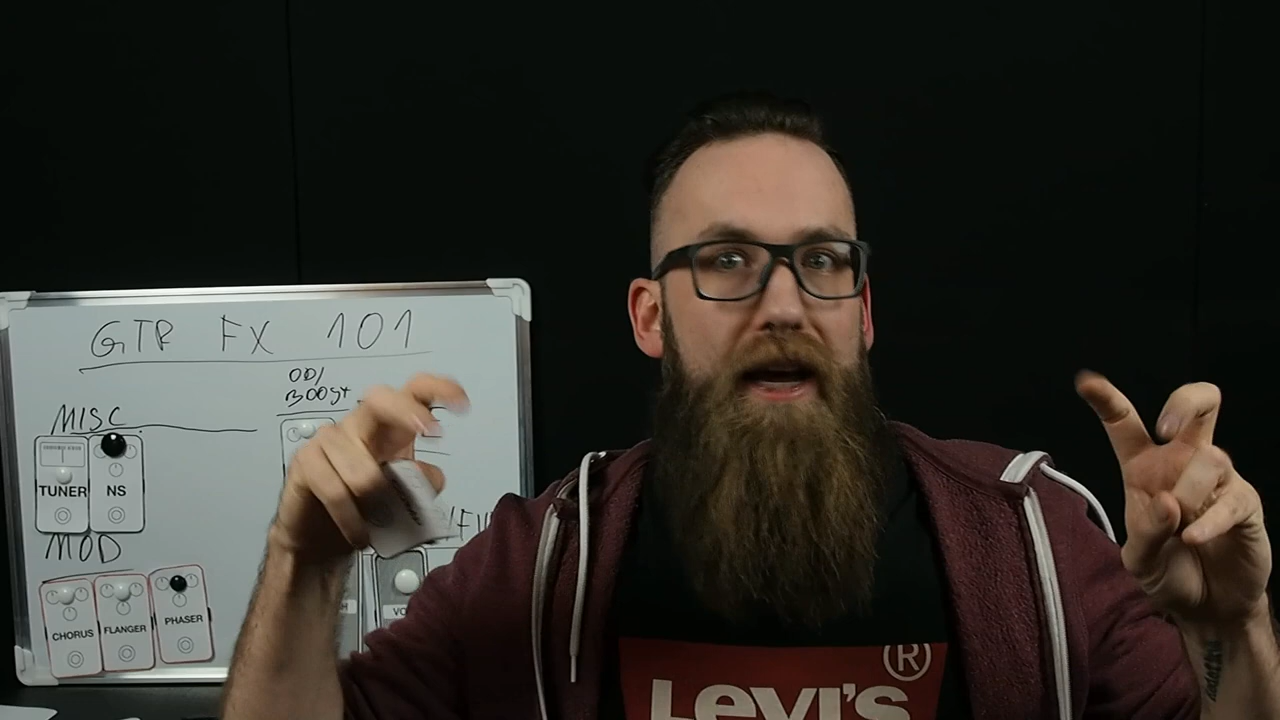 GTR FX 101
OD/
BOOST
MISC
TUNER
NS
MOD
CHORUS
FLANGER
PHASER
Levi's
®